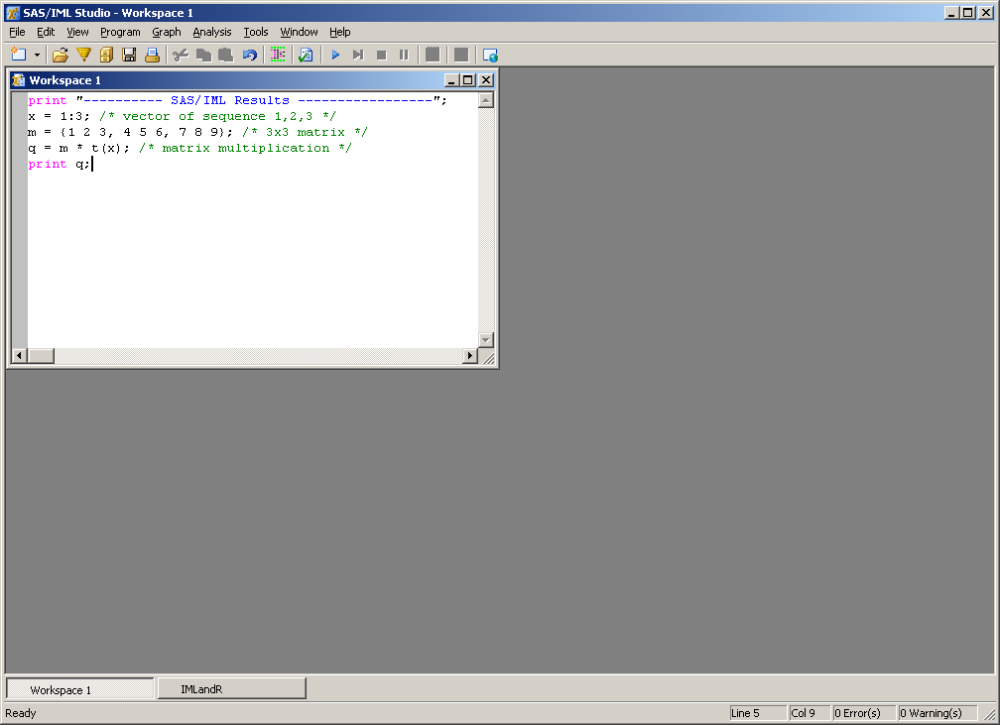 SAS/IML Studio - Workspace 1
File Edit View Program Graph Analysis Tools Window Help
Workspace 1
print "---------- SAS/IML Results -----------------";
x = 1:3; /* vector of sequence 1,2,3 */
m = {1 2 3, 4 5 6, 7 8 9}; /* 3x3 matrix */
q = m * t(x); /* matrix multiplication */
print q;
Workspace 1 IMLandR
Ready Line 5 Col 9 0 Error(s) 0 Warning(s)